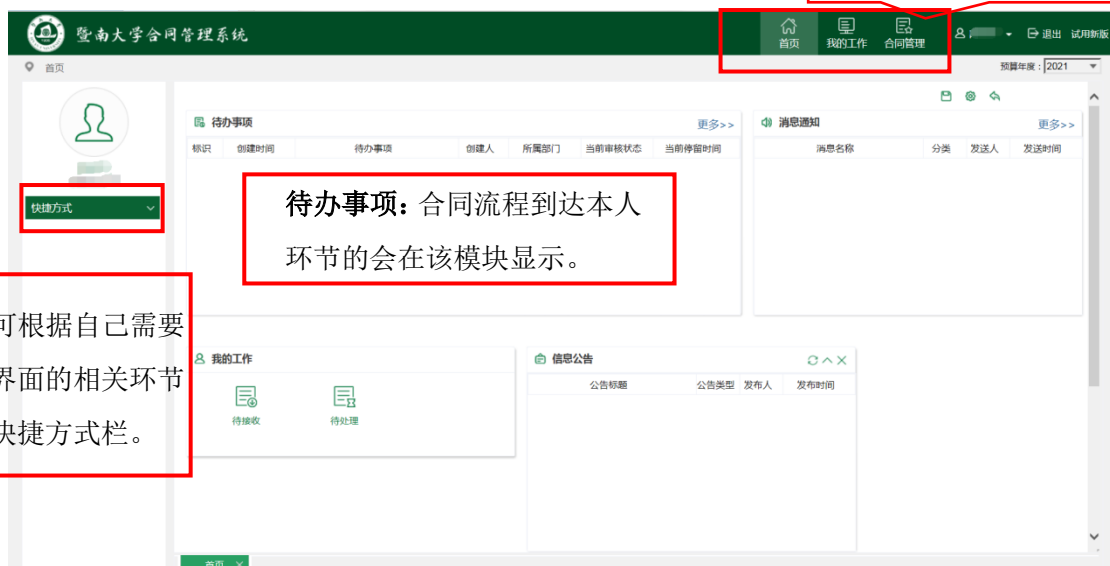 暨南大学合同管理系统
首页 我的工作 合同管理
退出 试用新版
首页
预算年度：2021
待办事项 更多>>
标识 创建时间 待办事项 创建人 所属部门 当前审核状态 当前停留时间
消息通知 更多>>
消息名称 分类 发送人 发送时间
快捷方式
待办事项：合同流程到达本人
环节的会在该模块显示。
可根据自己需要
界面的相关环节
快捷方式栏。
我的工作
待接收 待处理
信息公告
公告标题 公告类型 发布人 发布时间
首页